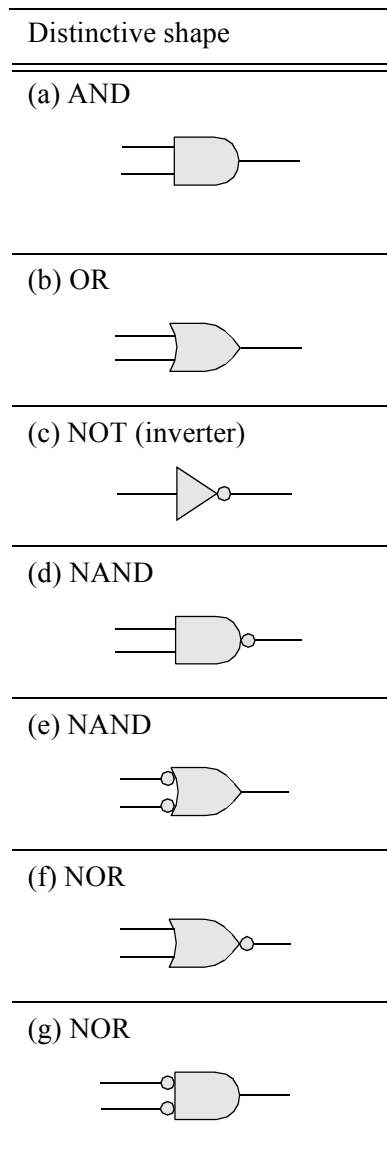 Distinctive shape
(a) AND
(b) OR
(c) NOT (inverter)
(d) NAND
(e) NAND
(f) NOR
(g) NOR